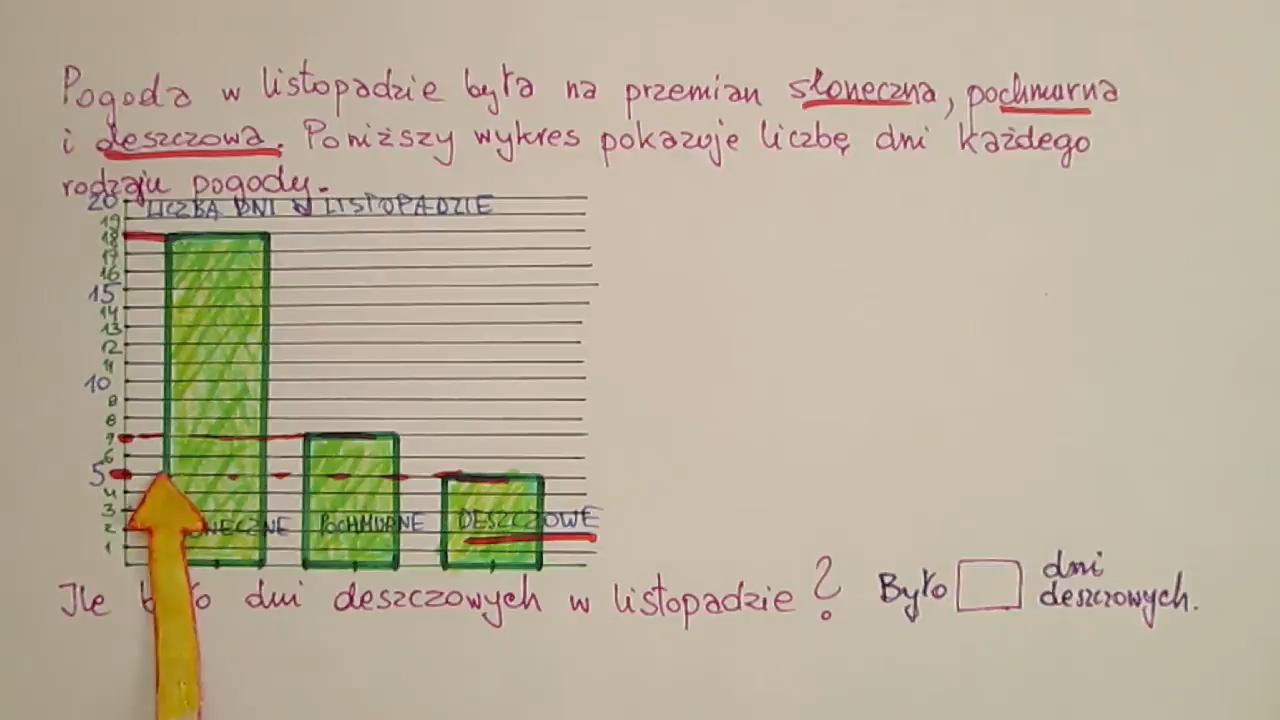 Pogoda w listopadzie była na przemian słoneczna, pochmurna
i deszczowa. Poniższy wykres pokazuje liczbę dni każdego
rodzaju pogody.
LICZBA DNI W LISTOPADZIE
20
19
18
17
16
15
14
13
12
11
10
9
8
7
6
5
4
3
2
1
POCHMURNE
DESZCZOWE
Ile dni deszczowych w listopadzie? Było dni deszczowych.